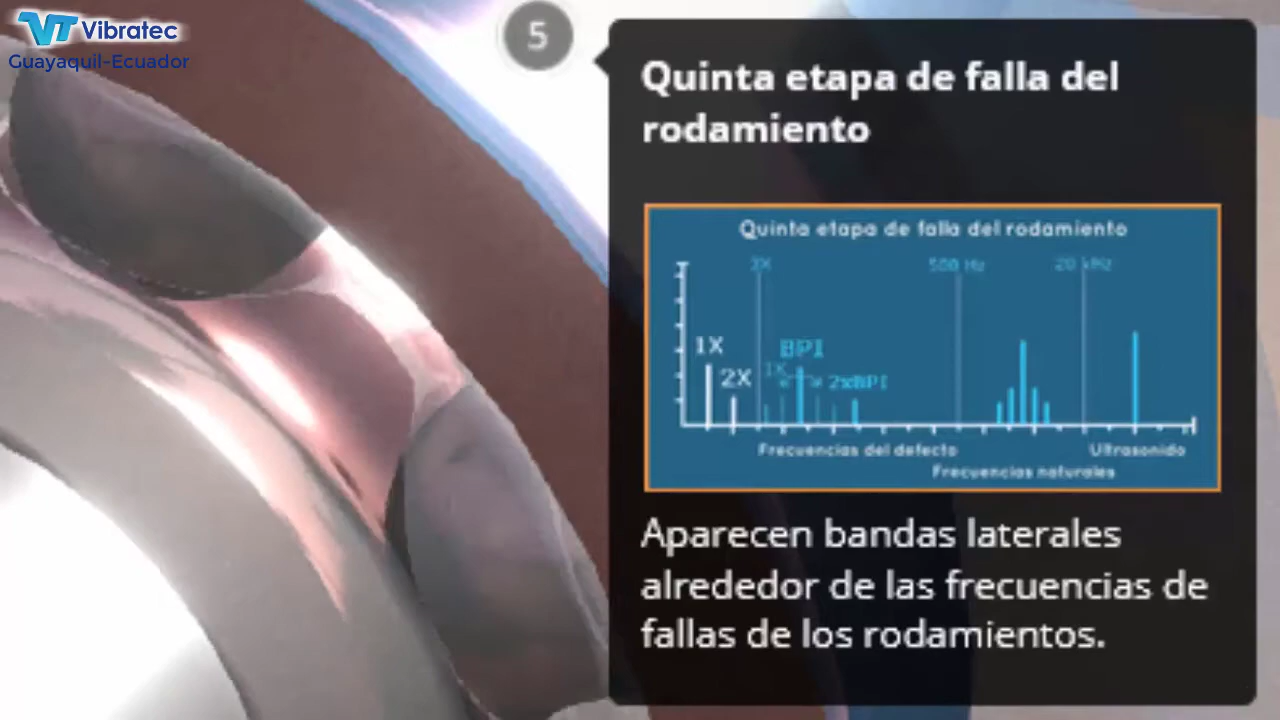 VT Vibratec
Guayaquil-Ecuador
5
Quinta etapa de falla del
rodamiento
Quinta etapa de falla del rodamiento
500 Hz
20 kHz
1X
2X
BPI
1X
2xBPI
Frecuencias del defecto
Ultrasonido
Frecuencias naturales
Aparecen bandas laterales
alrededor de las frecuencias de
fallas de los rodamientos.